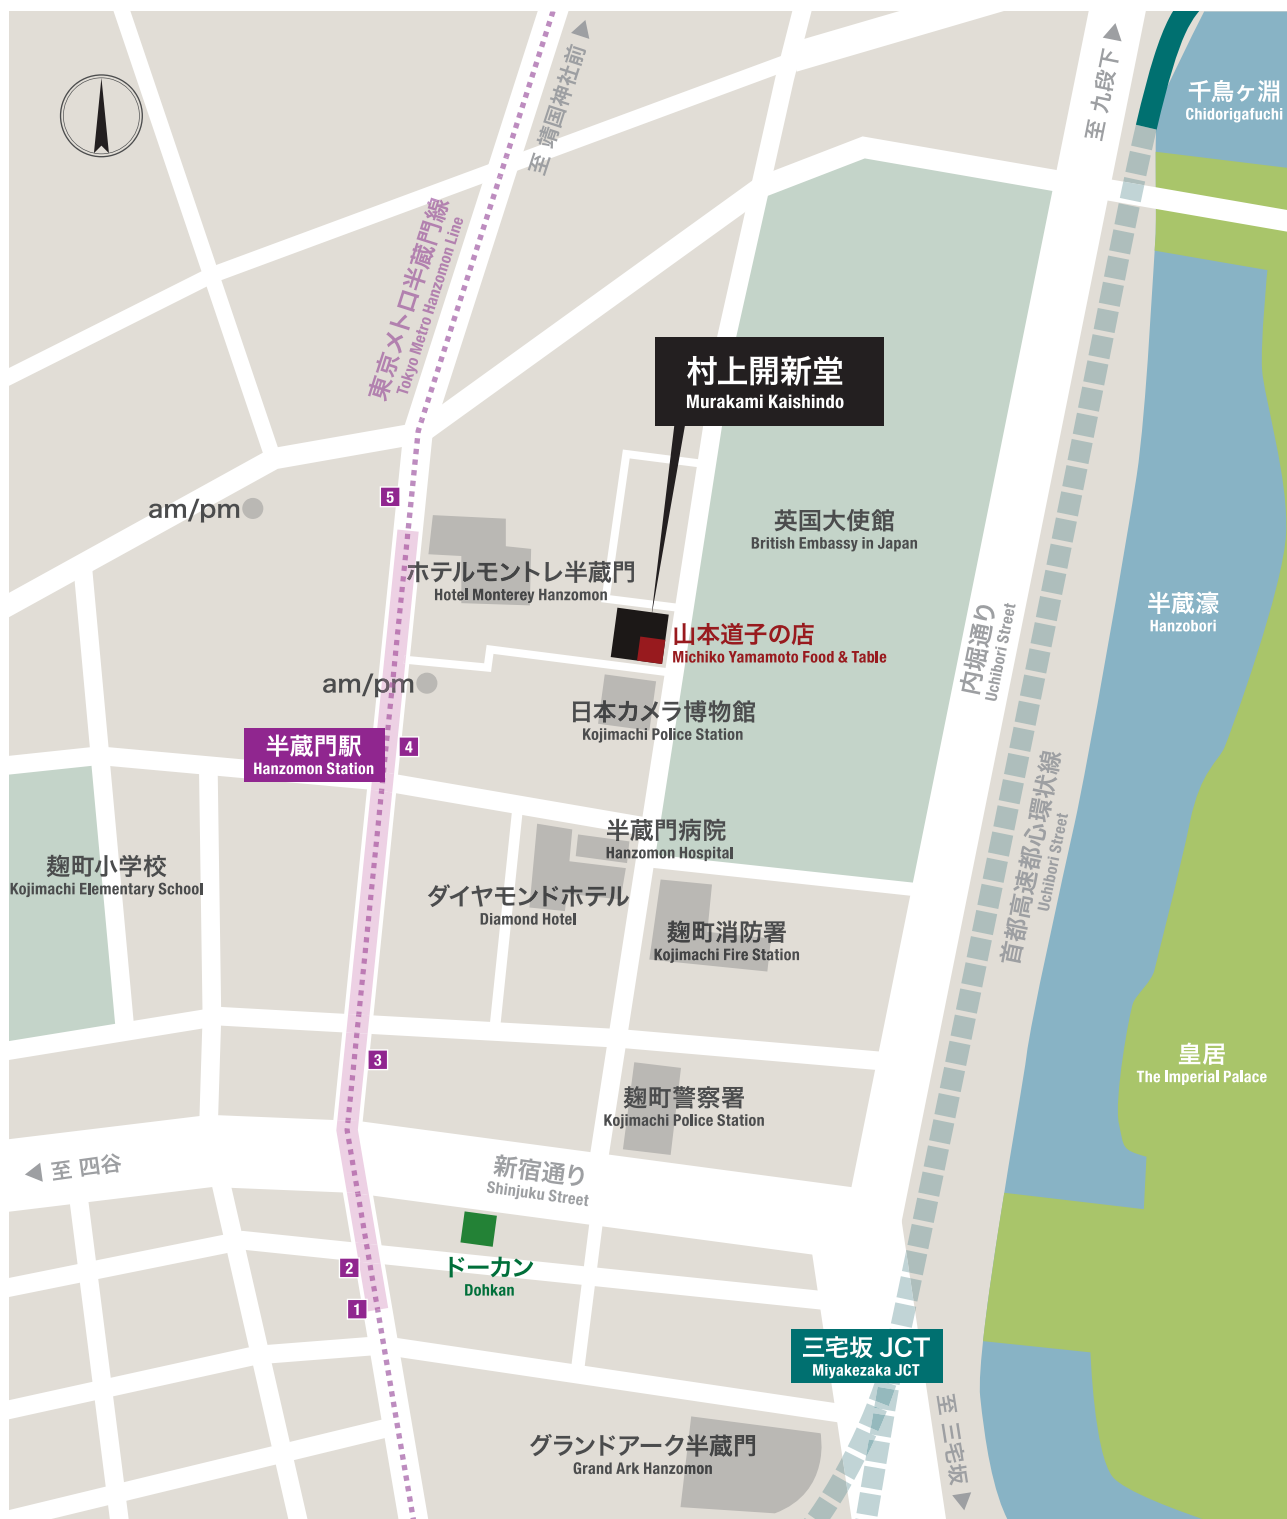 至 靖国神社前
至 九段下
千鳥ヶ淵
Chidorigafuchi
東京メトロ半蔵門線
Tokyo Metro Hanzomon Line
村上開新堂
Murakami Kaishindo
5
am/pm
英国大使館
British Embassy in Japan
ホテルモントレ半蔵門
Hotel Monterey Hanzomon
半蔵濠
Hanzobori
山本道子の店
Michiko Yamamoto Food & Table
内堀通り
Uchibori Street
am/pm
日本カメラ博物館
Kojimachi Police Station
半蔵門駅
Hanzomon Station
4
首都高速都心環状線
Uchibori Street
半蔵門病院
Hanzomon Hospital
麹町小学校
Kojimachi Elementary School
ダイヤモンドホテル
Diamond Hotel
麹町消防署
Kojimachi Fire Station
3
皇居
The Imperial Palace
麹町警察署
Kojimachi Police Station
至 四谷
新宿通り
Shinjuku Street
2
ドーカン
Dohkan
1
三宅坂 JCT
Miyakezaka JCT
至 三宅坂
グランドアーク半蔵門
Grand Ark Hanzomon